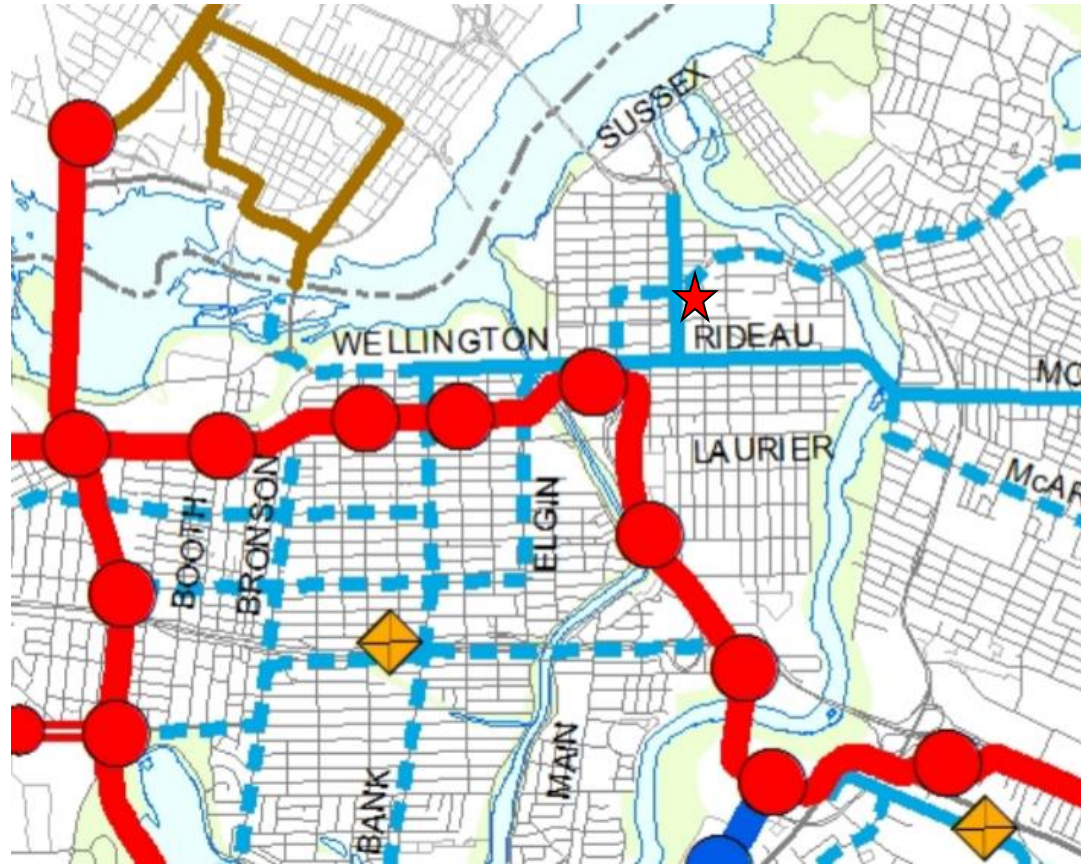 SUSSEX
WELLINGTON
RIDEAU
MO
LAURIER
McAR
BOOTH
BRONSON
ELGIN
MAIN
BANK